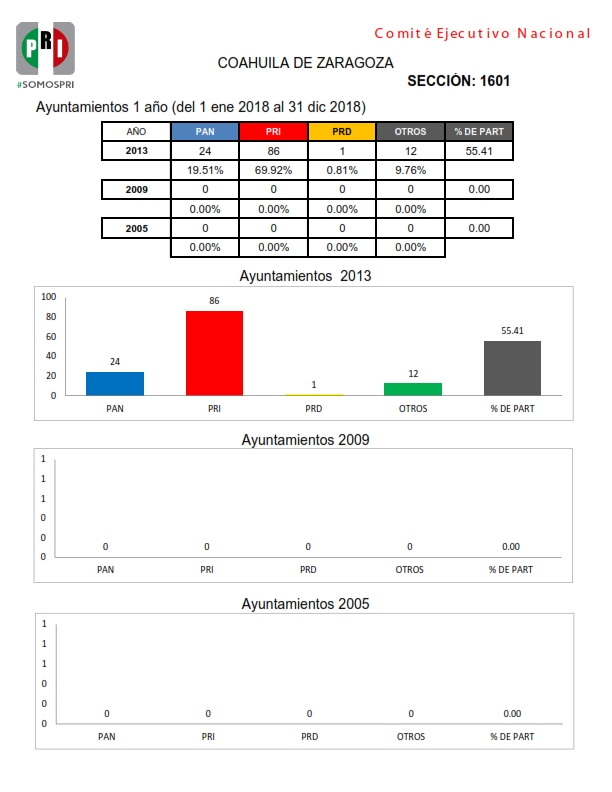 PRI
#SOMOSPRI
Comité Ejecutivo Nacional
COAHUILA DE ZARAGOZA
SECCIÓN: 1601
Ayuntamientos 1 año (del 1 ene 2018 al 31 dic 2018)
AÑO PAN PRI PRD OTROS % DE PART
2013 24 86 1 12 55.41
19.51% 69.92% 0.81% 9.76%
2009 0 0 0 0 0.00
0.00% 0.00% 0.00% 0.00%
2005 0 0 0 0 0.00
0.00% 0.00% 0.00% 0.00%
Ayuntamientos 2013
100
80
60
40
20
0
24 86 1 12 55.41
PAN PRI PRD OTROS % DE PART
Ayuntamientos 2009
1
1
1
0
0
0
0 0 0 0 0.00
PAN PRI PRD OTROS % DE PART
Ayuntamientos 2005
1
1
1
0
0
0
0 0 0 0 0.00
PAN PRI PRD OTROS % DE PART